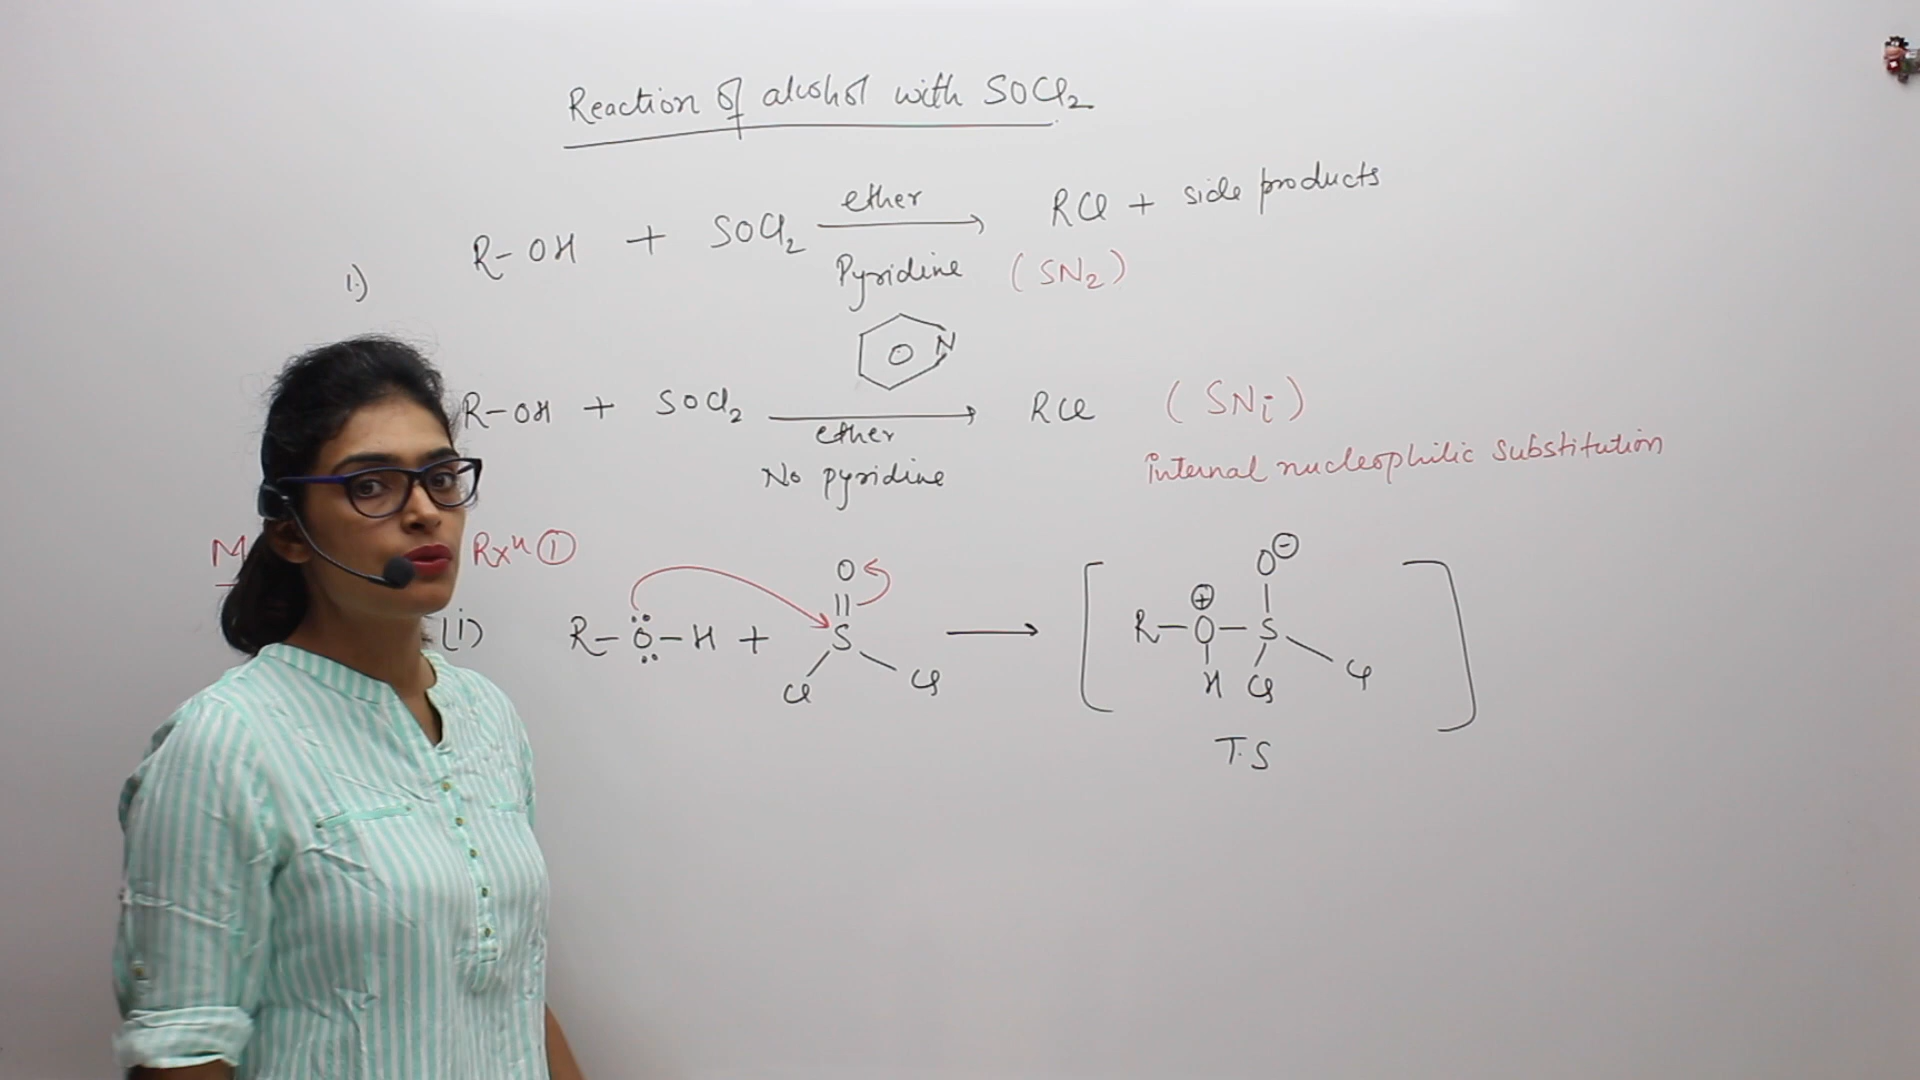 Reaction of alcohol with SOCl2
1.) R-OH + SOCl2 ether RCl + side products
Pyridine (SN2)
N
R-OH + SOCl2 RCl (SNi)
ether
No pyridine
internal nucleophilic substitution
M Rxn ①
(i) R-O-H + O S Cl Cl
R-O-S H Cl Cl O ⊕ ⊖
T.S